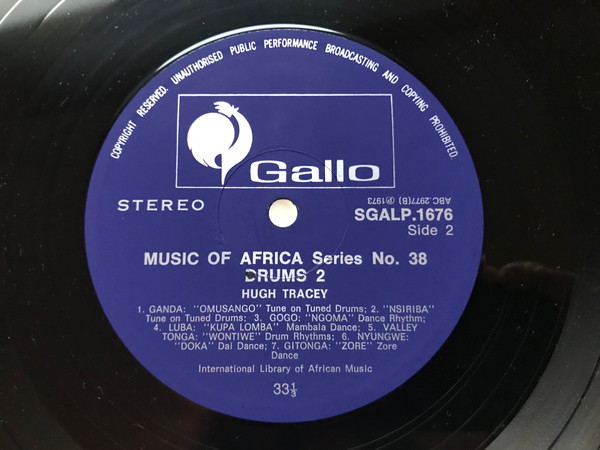 COPYRIGHT RESERVED. UNAUTHORISED PUBLIC PERFORMANCE BROADCASTING AND COPYING PROHIBITED.
Gallo
STEREO
ABC 2977(B) Ⓟ1973
SGALP.1676
Side 2
MUSIC OF AFRICA Series No. 38
DRUMS 2
HUGH TRACEY
1. GANDA: "OMUSANGO" Tune on Tuned Drums; 2. "NSIRIBA"
Tune on Tuned Drums; 3. GOGO; "NGOMA" Dance Rhythm;
4. LUBA: "KUPA LOMBA" Mambala Dance; 5. VALLEY
TONGA: "WONTIWE" Drum Rhythms; 6. NYUNGWE:
"DOKA" Dai Dance; 7. GITONGA: "ZORE" Zore
Dance
International Library of African Music
33⅓